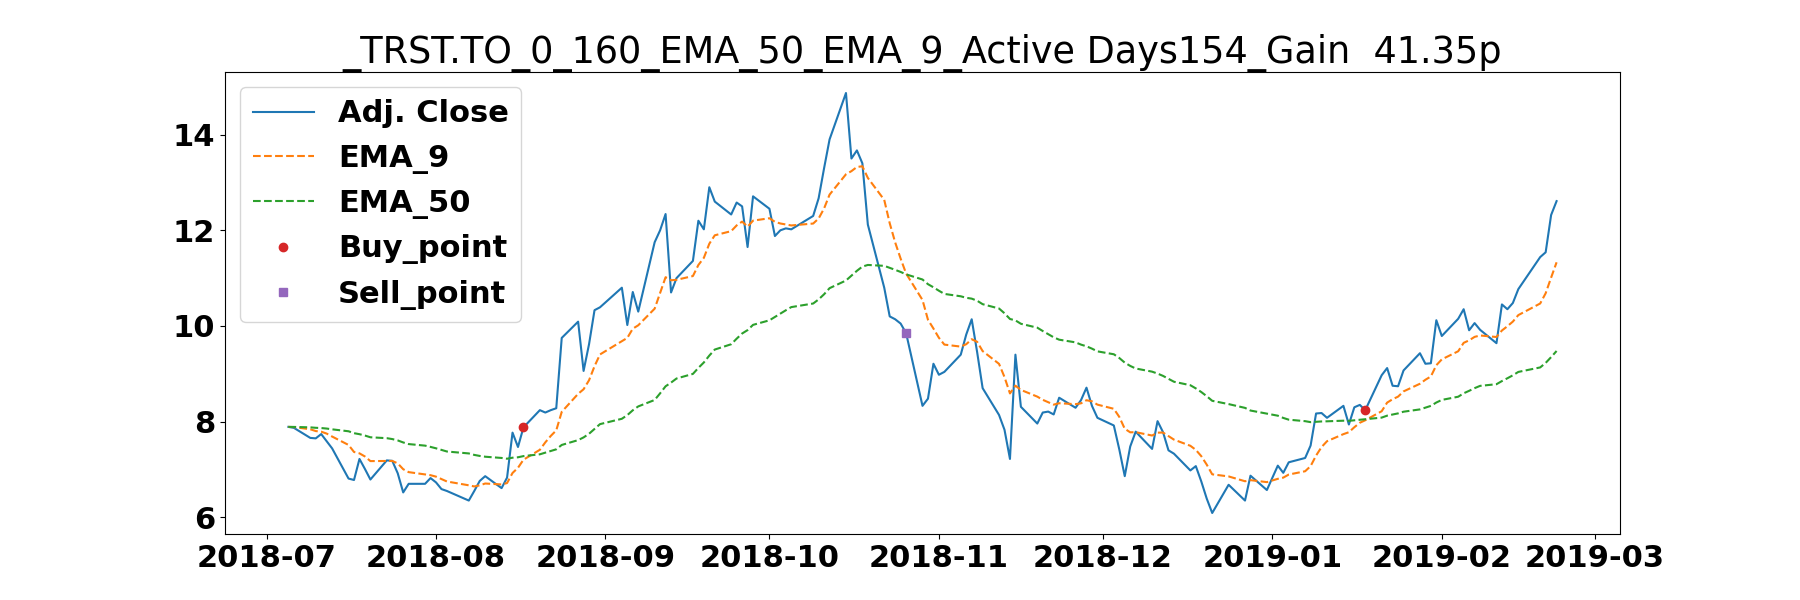 _TRST.TO_0_160_EMA_50_EMA_9_Active Days154_Gain  41.35p
Adj. Close
EMA_9
EMA_50
Buy_point
Sell_point
14
12
10
8
6
2018-07 2018-08 2018-09 2018-10 2018-11 2018-12 2019-01 2019-02 2019-03